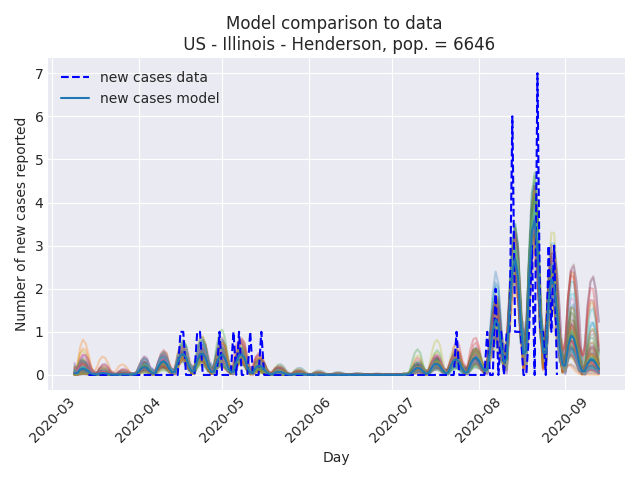 Model comparison to data
US - Illinois - Henderson, pop. = 6646
new cases data
new cases model
Number of new cases reported
7
6
5
4
3
2
1
0
2020-03
2020-04
2020-05
2020-06
2020-07
2020-08
2020-09
Day